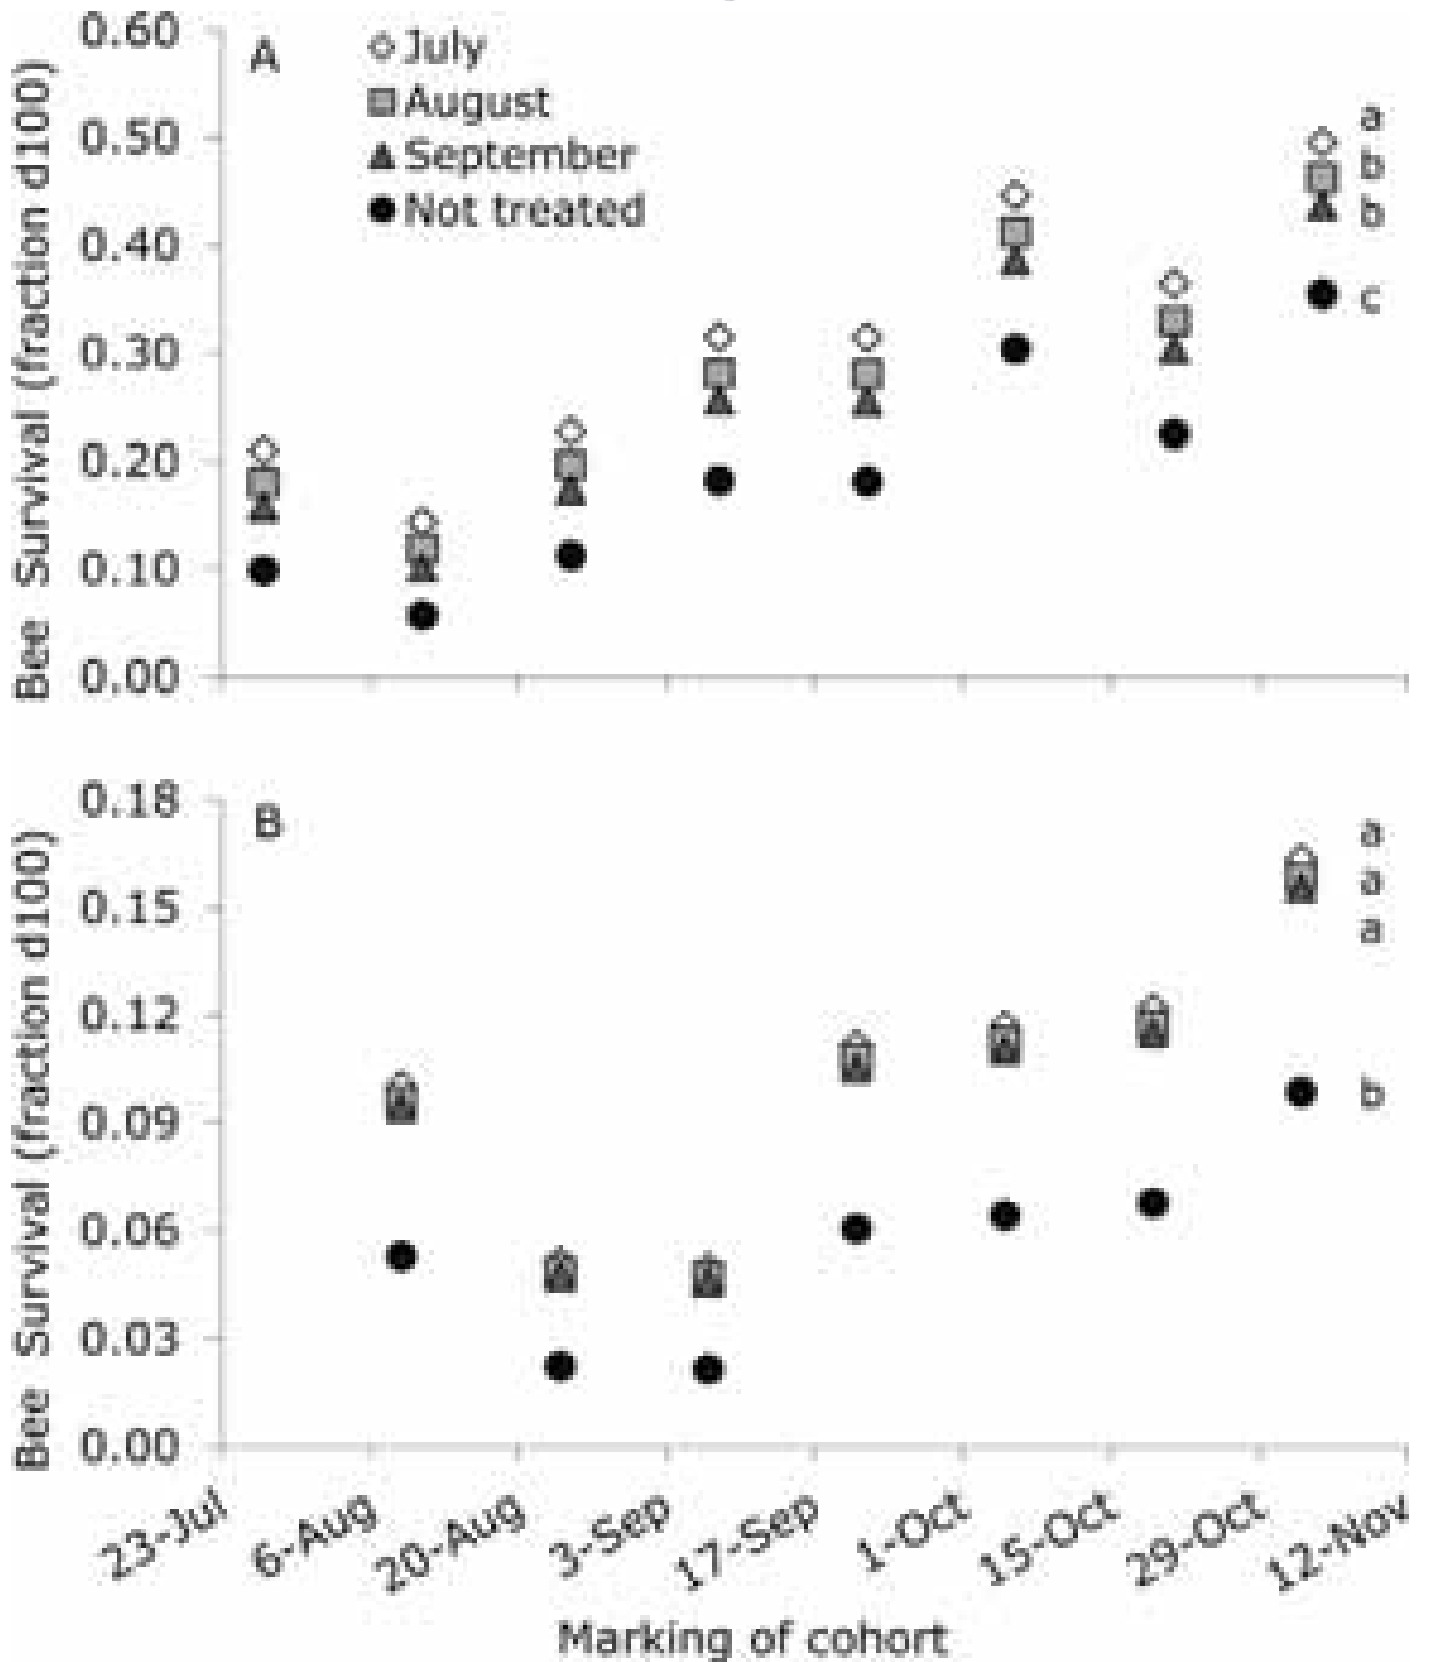 Bee Survival (fraction d100)
0.60
0.50
0.40
0.30
0.20
0.10
0.00
A
July
August
September
Not treated
a
b
b
c
Bee Survival (fraction d100)
0.18
0.15
0.12
0.09
0.06
0.03
0.00
B
a
a
a
b
23-Jul
6-Aug
20-Aug
3-Sep
17-Sep
1-Oct
15-Oct
29-Oct
12-Nov
Marking of cohort